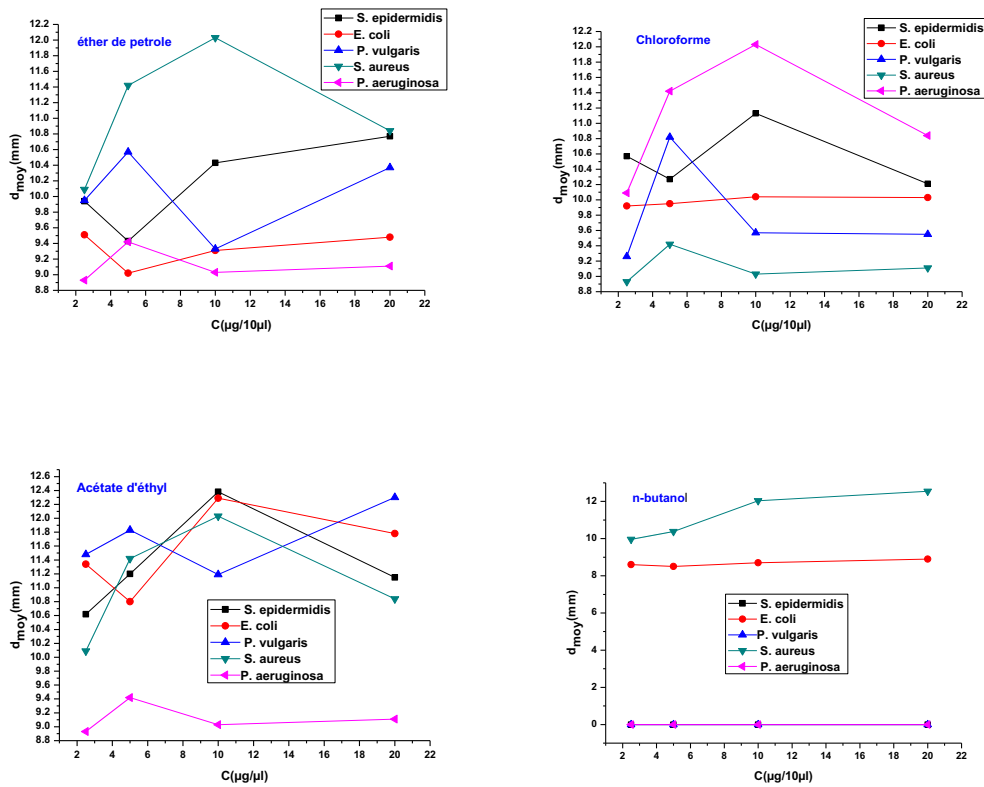 éther de petrole
S. epidermidis
E. coli
P. vulgaris
S. aureus
P. aeruginosa
12.2
12.0
11.8
11.6
11.4
11.2
11.0
10.8
10.6
10.4
10.2
10.0
9.8
9.6
9.4
9.2
9.0
8.8
dmoy(mm)
2 4 6 8 10 12 14 16 18 20 22
C(µg/10µl)
Chloroforme
S. epidermidis
E. coli
P. vulgaris
S. aureus
P. aeruginosa
12.2
12.0
11.8
11.6
11.4
11.2
11.0
10.8
10.6
10.4
10.2
10.0
9.8
9.6
9.4
9.2
9.0
8.8
dmoy(mm)
2 4 6 8 10 12 14 16 18 20 22
C(µg/10µl)
Acétate d'éthyl
12.6
12.4
12.2
12.0
11.8
11.6
11.4
11.2
11.0
10.8
10.6
10.4
10.2
10.0
9.8
9.6
9.4
9.2
9.0
8.8
dmoy(mm)
S. epidermidis
E. coli
P. vulgaris
S. aureus
P. aeruginosa
2 4 6 8 10 12 14 16 18 20 22
C(µg/µl)
n-butanol
12
10
8
6
4
2
0
dmoy(mm)
S. epidermidis
E. coli
P. vulgaris
S. aureus
P. aeruginosa
2 4 6 8 10 12 14 16 18 20 22
C(µg/10µl)